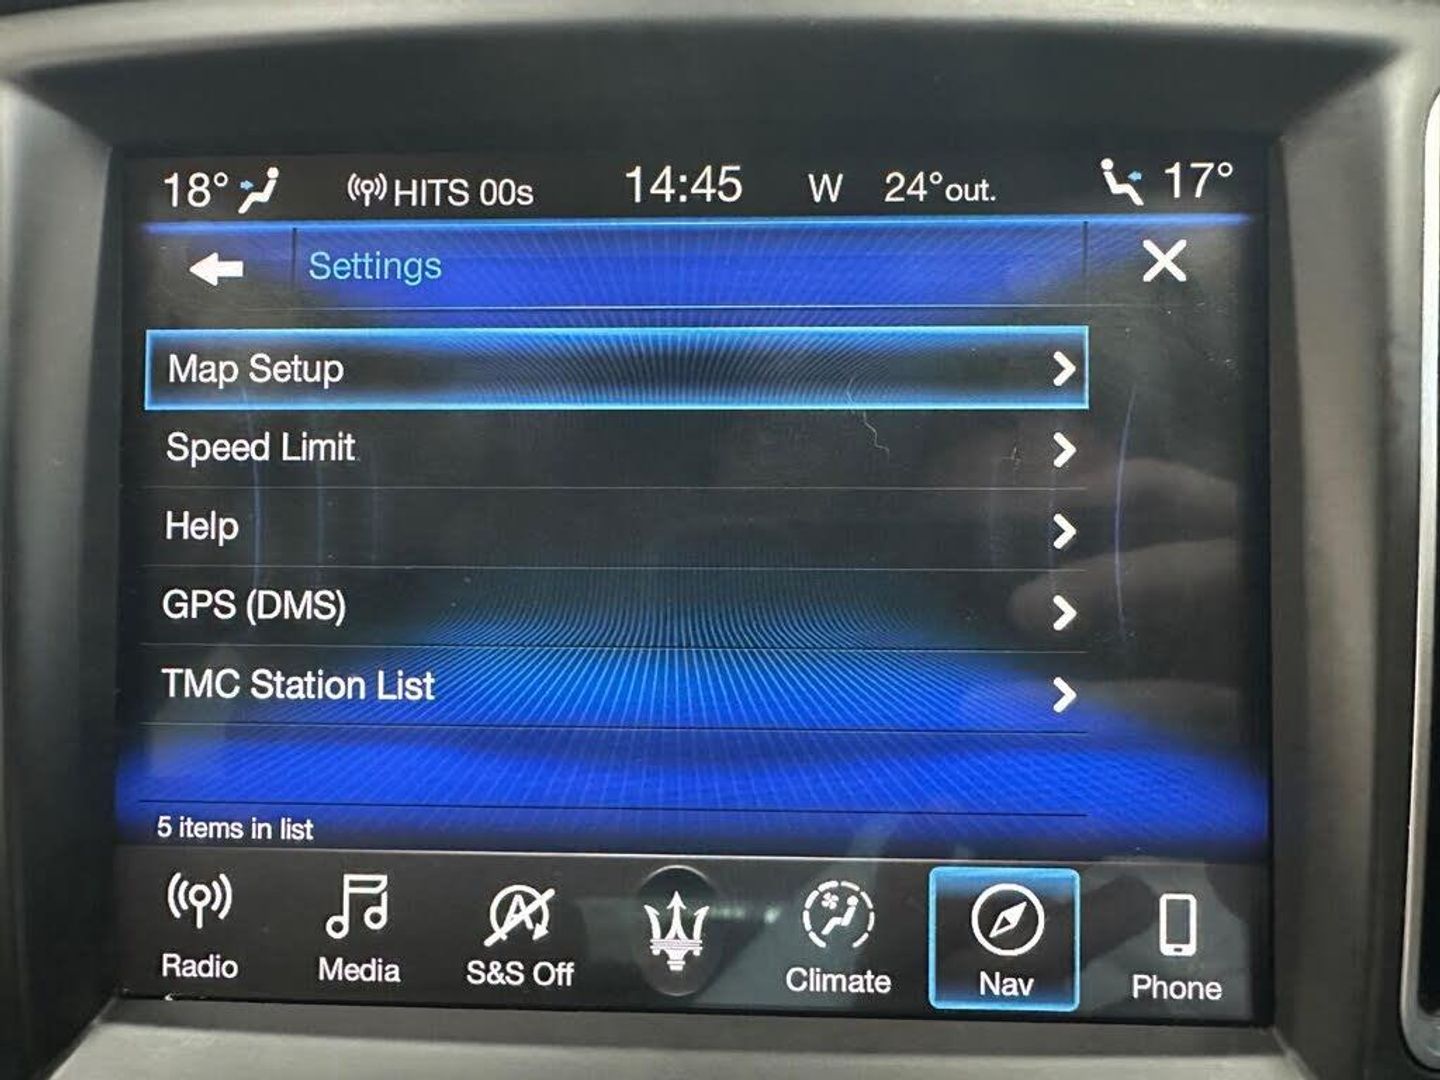 18° HITS 00s 14:45 W 24°out. 17°
Settings
Map Setup
Speed Limit
Help
GPS (DMS)
TMC Station List
5 items in list
Radio Media S&S Off Climate Nav Phone